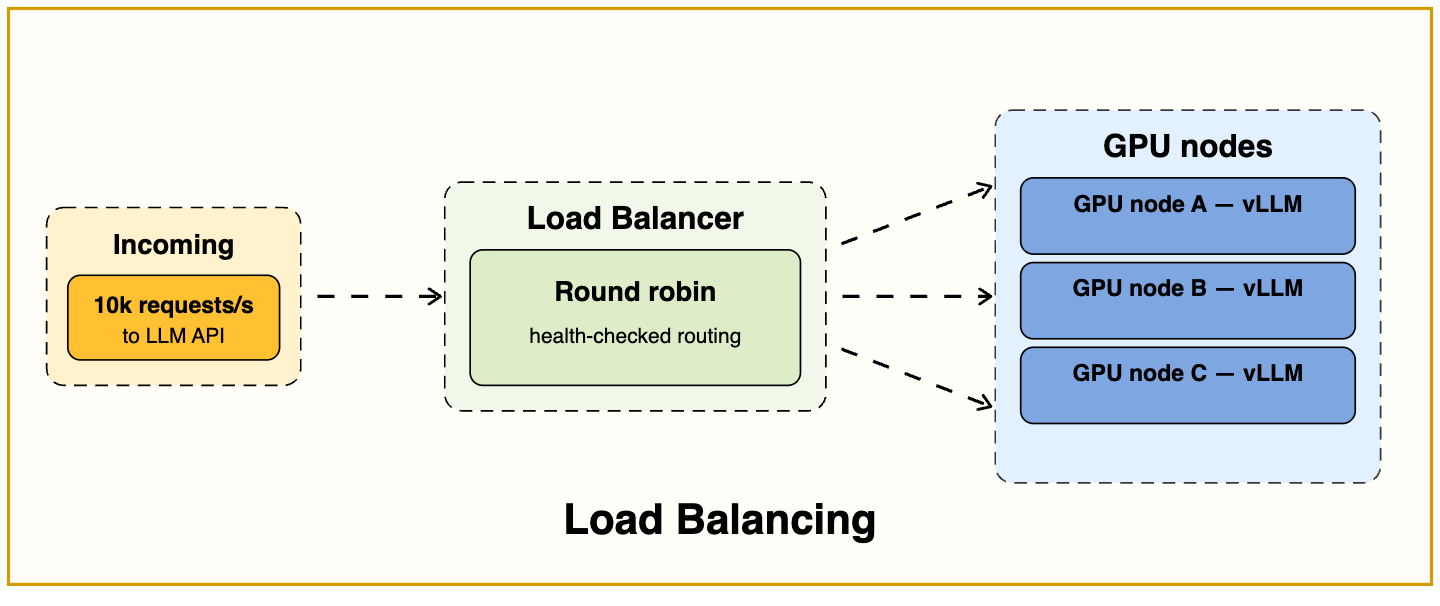 Incoming
10k requests/s
to LLM API
Load Balancer
Round robin
health-checked routing
GPU nodes
GPU node A — vLLM
GPU node B — vLLM
GPU node C — vLLM
Load Balancing